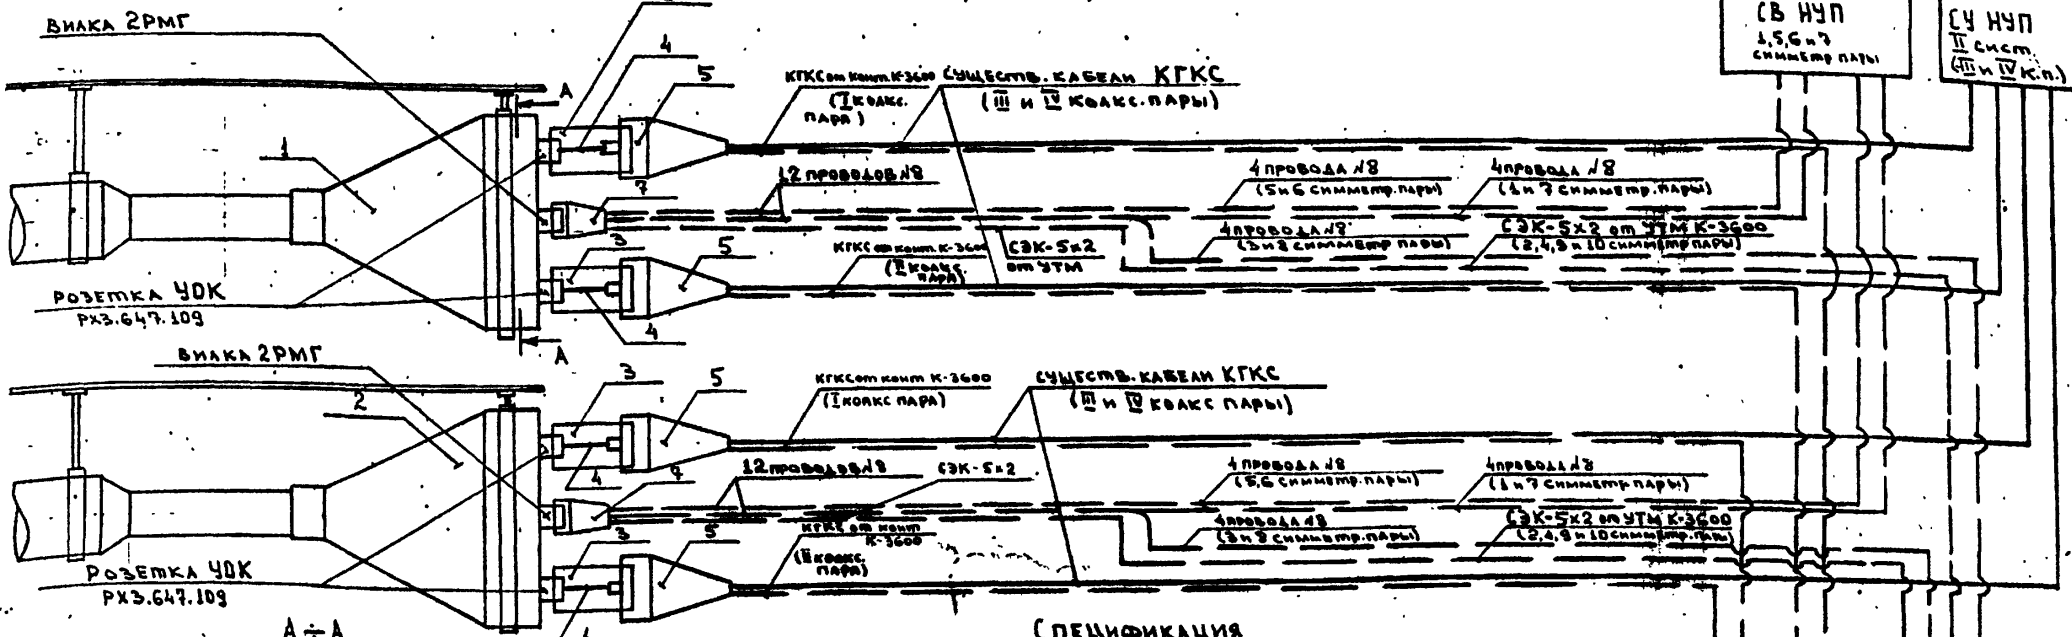 ВИЛКА 2РМГ
4
5
А
1
КГКС от конт. К-3600
(I КОАКС.
ПАРА)
СУЩЕСТВ. КАБЕЛИ КГКС
(III и IV КОАКС. ПАРЫ)
СВ НУП
1,5,6 и 7
СИММЕТР ПАРЫ
СУ НУП
II СИСТ.
(III и IV К.П.)
12 ПРОВОДОВ №8
7
4 ПРОВОДА №8
(5 и 6 СИММЕТР. ПАРЫ)
4 ПРОВОДА №8
(1 и 7 СИММЕТР. ПАРЫ)
3
5
КГКС от конт. К-3600
(II КОАКС.
ПАРА)
СЭК-5х2
от УТМ
4 ПРОВОДА №8
(3 и 8 СИММЕТР ПАРЫ)
СЭК-5х2 от УТМ К-3600
(2,4,9 и 10 СИММЕТР ПАРЫ)
РОЗЕТКА УДК
РХ3.647.109
4
А
ВИЛКА 2РМГ
2
3
5
КГКС от конт К-3600
(I КОАКС ПАРА)
СУЩЕСТВ. КАБЕЛИ КГКС
(III и IV КОАКС ПАРЫ)
4
12 ПРОВОДОВ №8
СЭК-5х2
4 ПРОВОДА №8
(5,6 СИММЕТР. ПАРЫ)
4 ПРОВОДА №8
(1 и 7 СИММЕТР ПАРЫ)
3
5
КГКС от конт
К-3600
(II КОАКС.
ПАРА)
4 ПРОВОДА №8
(3 и 8 СИММЕТР. ПАРЫ)
СЭК-5х2 от УТМ К-3600
(2,4,9 и 10 СИММЕТР. ПАРЫ)
РОЗЕТКА УДК
РХ3.647.109
А÷А
СПЕЦИФИКАЦИЯ